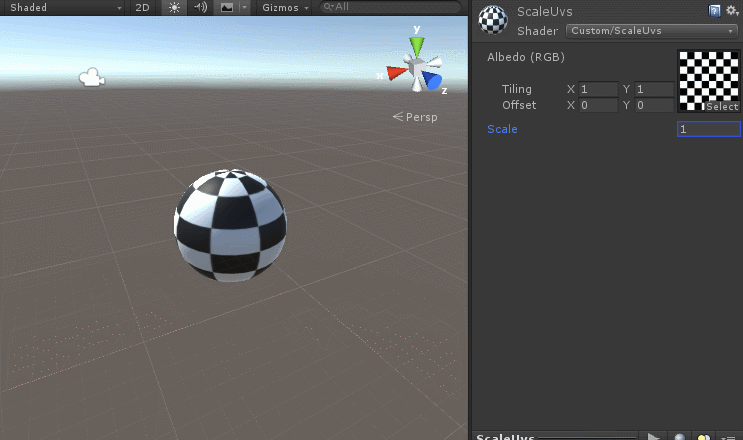 Shaded 2D Gizmos All
y
x
z
Persp
ScaleUvs
Shader Custom/ScaleUvs
Albedo (RGB)
Tiling X 1 Y 1
Offset X 0 Y 0
Select
Scale 1
ScaleUvs